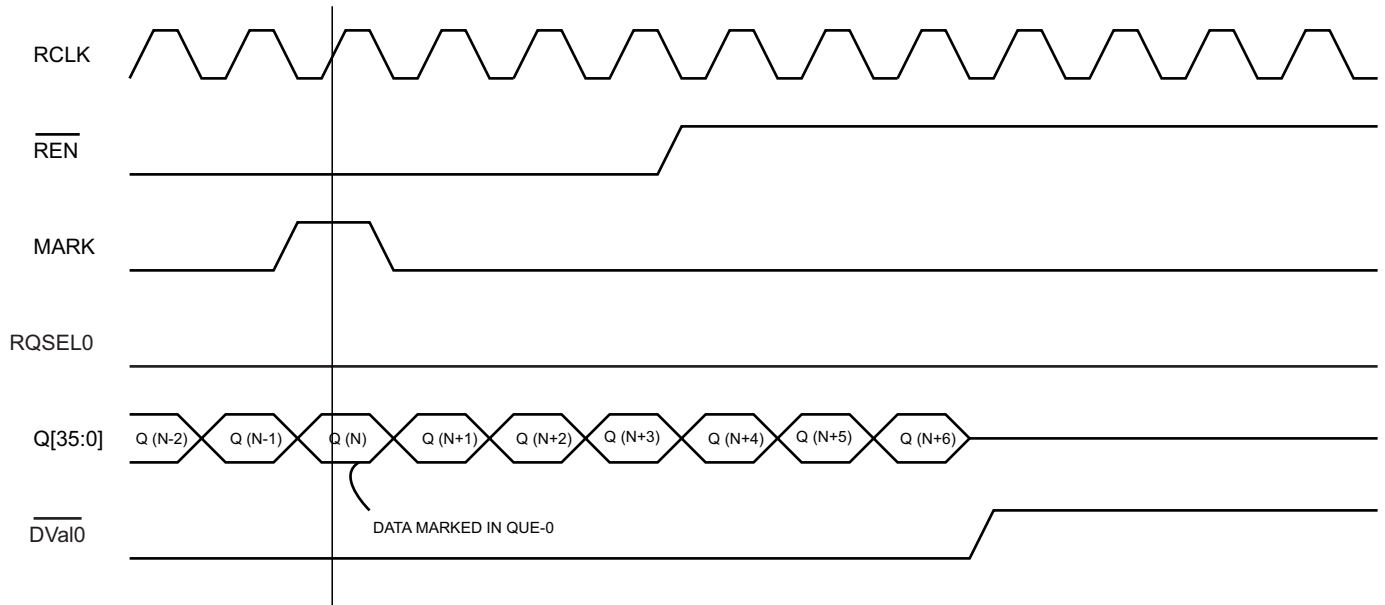 RCLK
REN
MARK
RQSEL0
Q[35:0]
Q (N-2)
Q (N-1)
Q (N)
Q (N+1)
Q (N+2)
Q (N+3)
Q (N+4)
Q (N+5)
Q (N+6)
DATA MARKED IN QUE-0
DVal0